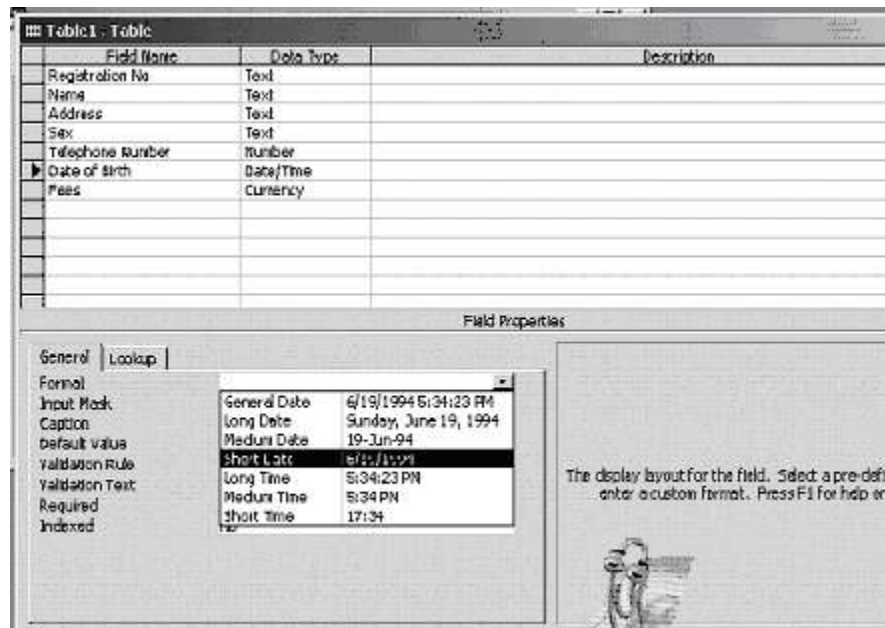 Table1 - Table
Field Name Data Type Description
Registration No Text
Name Text
Address Text
Sex Text
Telephone Number Number
Date of Birth Date/Time
Fees Currency
Field Properties
General Lookup
Format
Input Mask
Caption
Default Value
Validation Rule
Validation Text
Required
Indexed
General Date 6/19/1994 5:34:23 PM
Long Date Sunday, June 19, 1994
Medium Date 19-Jun-94
Short Date 6/19/1994
Long Time 5:34:23 PM
Medium Time 5:34 PM
Short Time 17:34
No
The display layout for the field. Select a pre-def
enter a custom format. Press F1 for help on